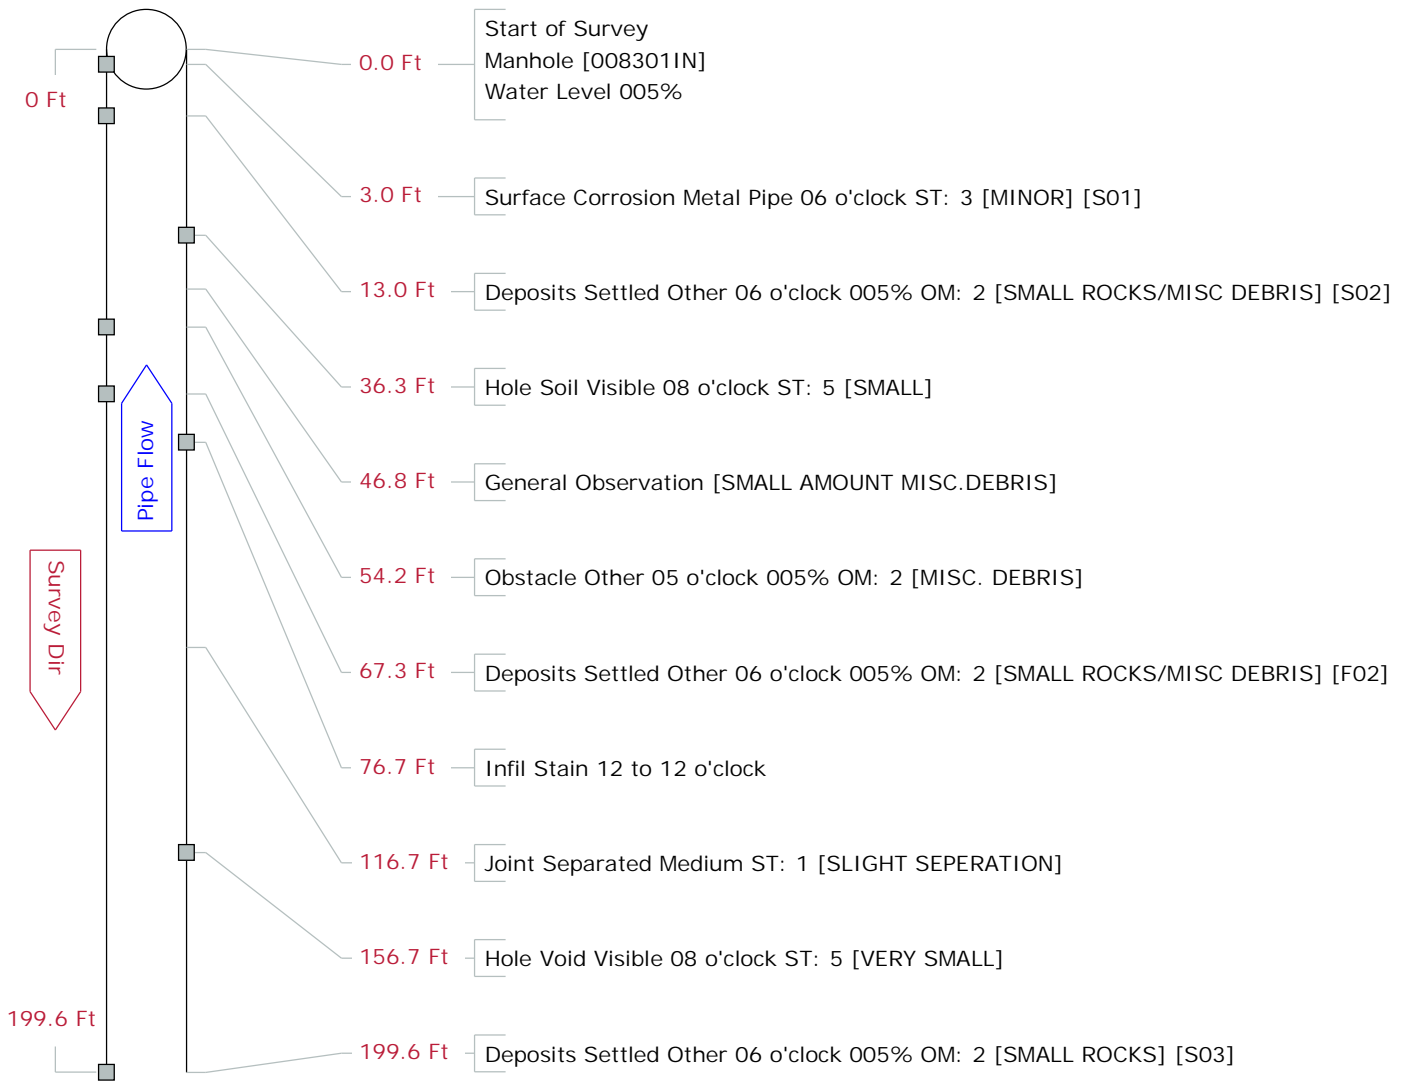 0 Ft
0.0 Ft
Start of Survey
Manhole [008301IN]
Water Level 005%
3.0 Ft
Surface Corrosion Metal Pipe 06 o'clock ST: 3 [MINOR] [S01]
13.0 Ft
Deposits Settled Other 06 o'clock 005% OM: 2 [SMALL ROCKS/MISC DEBRIS] [S02]
36.3 Ft
Hole Soil Visible 08 o'clock ST: 5 [SMALL]
Pipe Flow
46.8 Ft
General Observation [SMALL AMOUNT MISC.DEBRIS]
Survey Dir
54.2 Ft
Obstacle Other 05 o'clock 005% OM: 2 [MISC. DEBRIS]
67.3 Ft
Deposits Settled Other 06 o'clock 005% OM: 2 [SMALL ROCKS/MISC DEBRIS] [F02]
76.7 Ft
Infil Stain 12 to 12 o'clock
116.7 Ft
Joint Separated Medium ST: 1 [SLIGHT SEPERATION]
156.7 Ft
Hole Void Visible 08 o'clock ST: 5 [VERY SMALL]
199.6 Ft
199.6 Ft
Deposits Settled Other 06 o'clock 005% OM: 2 [SMALL ROCKS] [S03]